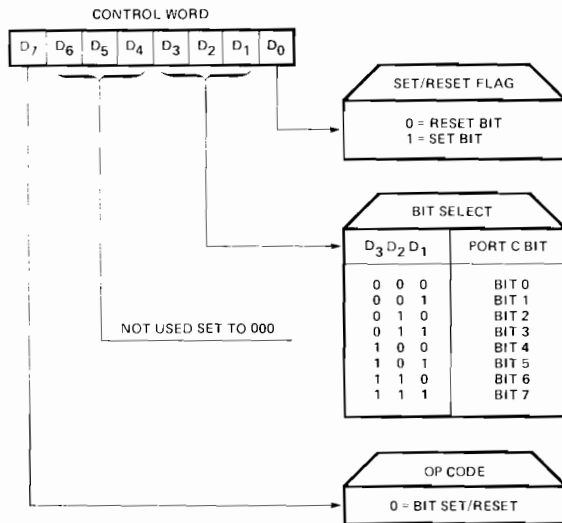 CONTROL WORD
D7 D6 D5 D4 D3 D2 D1 D0
SET/RESET FLAG
0 = RESET BIT
1 = SET BIT
BIT SELECT
D3 D2 D1 PORT C BIT
0 0 0 BIT 0
0 0 1 BIT 1
0 1 0 BIT 2
0 1 1 BIT 3
1 0 0 BIT 4
1 0 1 BIT 5
1 1 0 BIT 6
1 1 1 BIT 7
NOT USED SET TO 000
OP CODE
0 = BIT SET/RESET